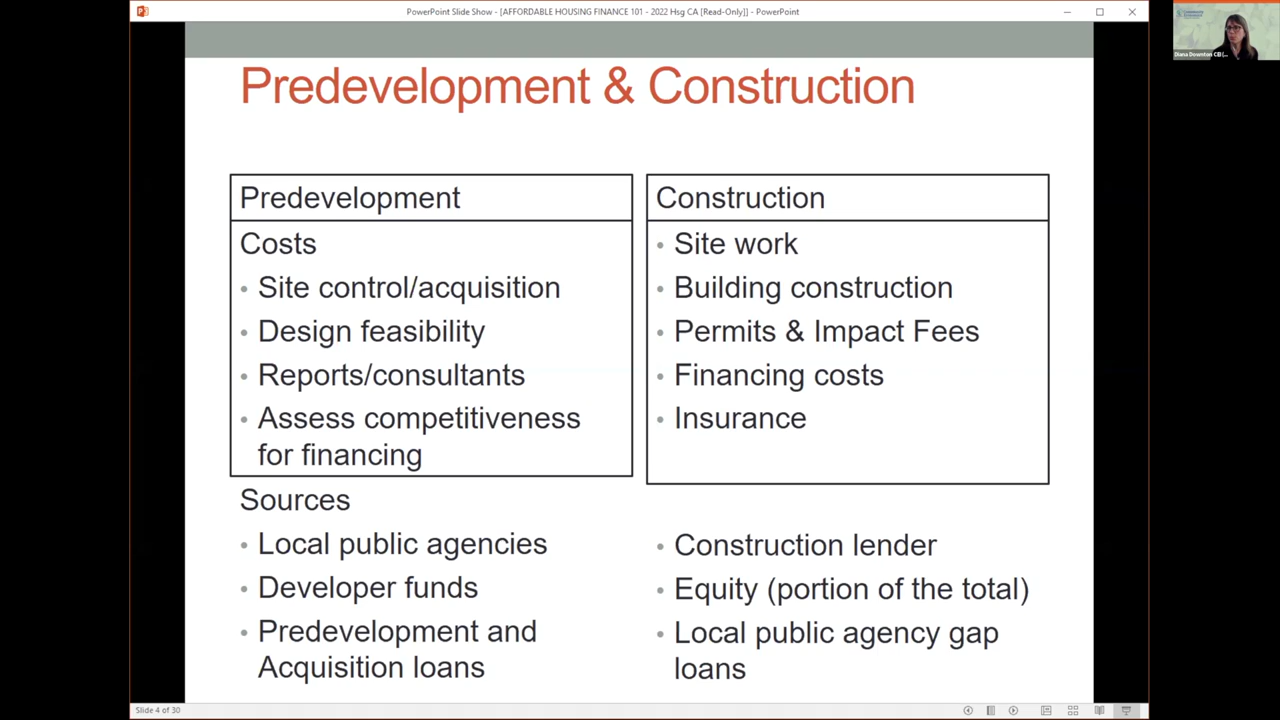 PowerPoint Slide Show - [AFFORDABLE HOUSING FINANCE 101 - 2022 Hsg CA [Read-Only]] - PowerPoint
Diana Downton CEI (...
Predevelopment & Construction
Predevelopment
Costs
• Site control/acquisition
• Design feasibility
• Reports/consultants
• Assess competitiveness
for financing
Sources
• Local public agencies
• Developer funds
• Predevelopment and
Acquisition loans
Construction
• Site work
• Building construction
• Permits & Impact Fees
• Financing costs
• Insurance
• Construction lender
• Equity (portion of the total)
• Local public agency gap
loans
Slide 4 of 30